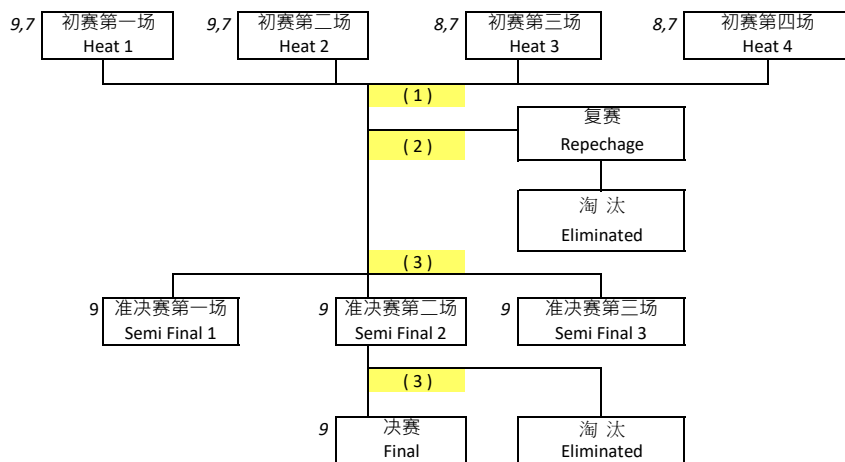 9,7 初赛第一场 9,7 初赛第二场 8,7 初赛第三场 8,7 初赛第四场
Heat 1 Heat 2 Heat 3 Heat 4
( 1 )
复赛
( 2 ) Repechage
淘 汰
Eliminated
( 3 )
9 准决赛第一场 9 准决赛第二场 9 准决赛第三场
Semi Final 1 Semi Final 2 Semi Final 3
( 3 )
9 决赛 淘 汰
Final Eliminated